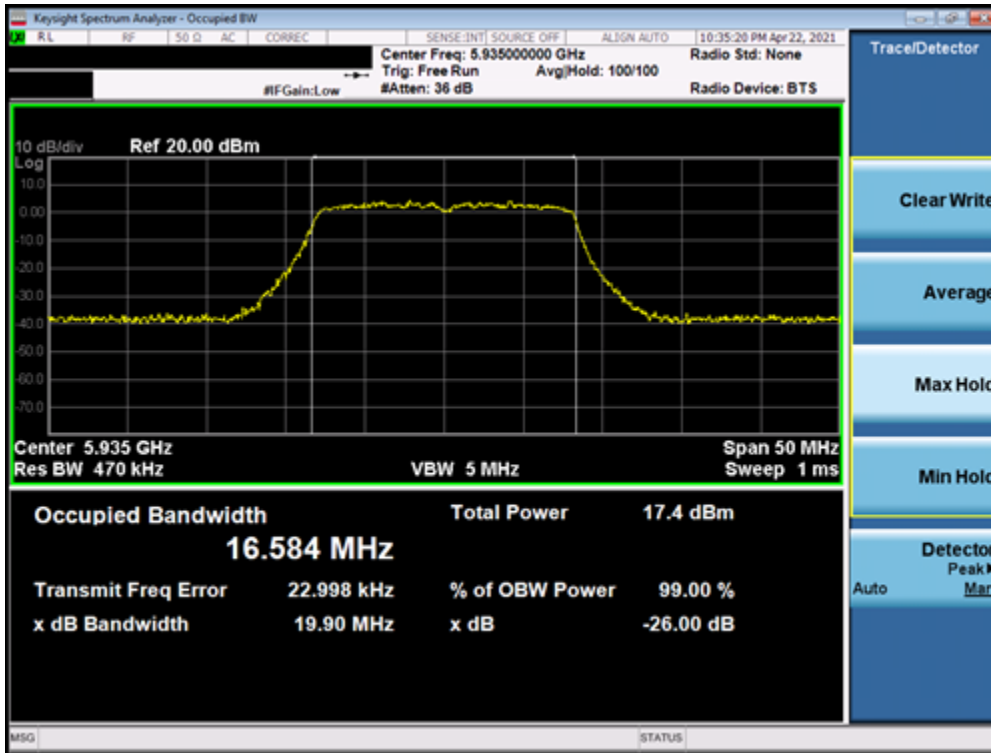 Keysight Spectrum Analyzer - Occupied BW
RL RF 50 Ω AC CORREC SENSE:INT SOURCE OFF ALIGN AUTO 10:35:20 PM Apr 22, 2021
Center Freq: 5.935000000 GHz Radio Std: None
Trig: Free Run Avg|Hold: 100/100
#IFGain:Low #Atten: 36 dB Radio Device: BTS
Trace/Detector
10 dB/div Ref 20.00 dBm
Log
10.0
0.00
-10.0
-20.0
-30.0
-40.0
-50.0
-60.0
-70.0
Center 5.935 GHz Span 50 MHz
Res BW 470 kHz VBW 5 MHz Sweep 1 ms
Occupied Bandwidth Total Power 17.4 dBm
16.584 MHz
Transmit Freq Error 22.998 kHz % of OBW Power 99.00 %
x dB Bandwidth 19.90 MHz x dB -26.00 dB
Clear Write
Average
Max Hold
Min Hold
Detector
Peak
Auto Man
MSG STATUS